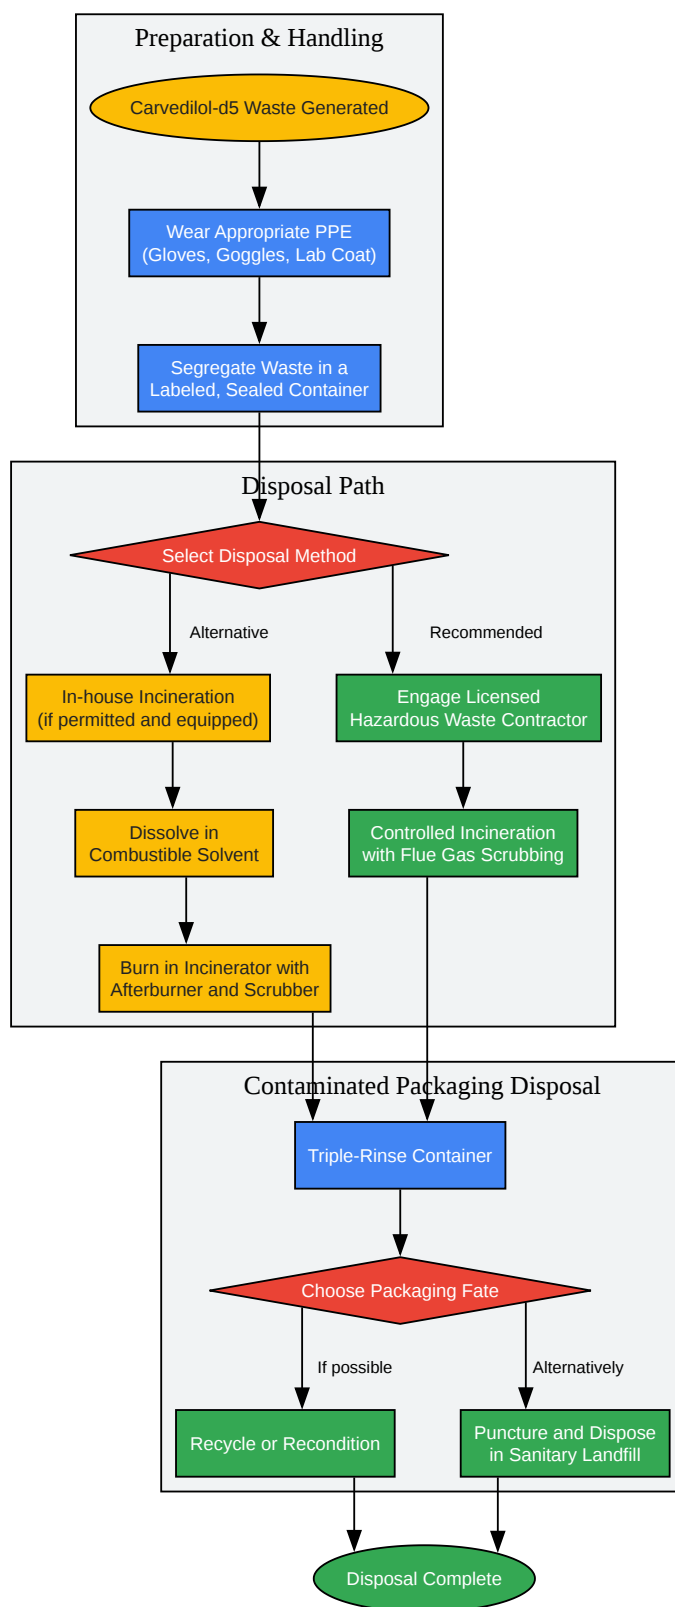 Preparation & Handling
Carvedilol-d5 Waste Generated
Wear Appropriate PPE
(Gloves, Goggles, Lab Coat)
Segregate Waste in a
Labeled, Sealed Container
Disposal Path
Select Disposal Method
Alternative
Recommended
In-house Incineration
(if permitted and equipped)
Engage Licensed
Hazardous Waste Contractor
Dissolve in
Combustible Solvent
Controlled Incineration
with Flue Gas Scrubbing
Burn in Incinerator with
Afterburner and Scrubber
Contaminated Packaging Disposal
Triple-Rinse Container
Choose Packaging Fate
If possible
Alternatively
Recycle or Recondition
Puncture and Dispose
in Sanitary Landfill
Disposal Complete